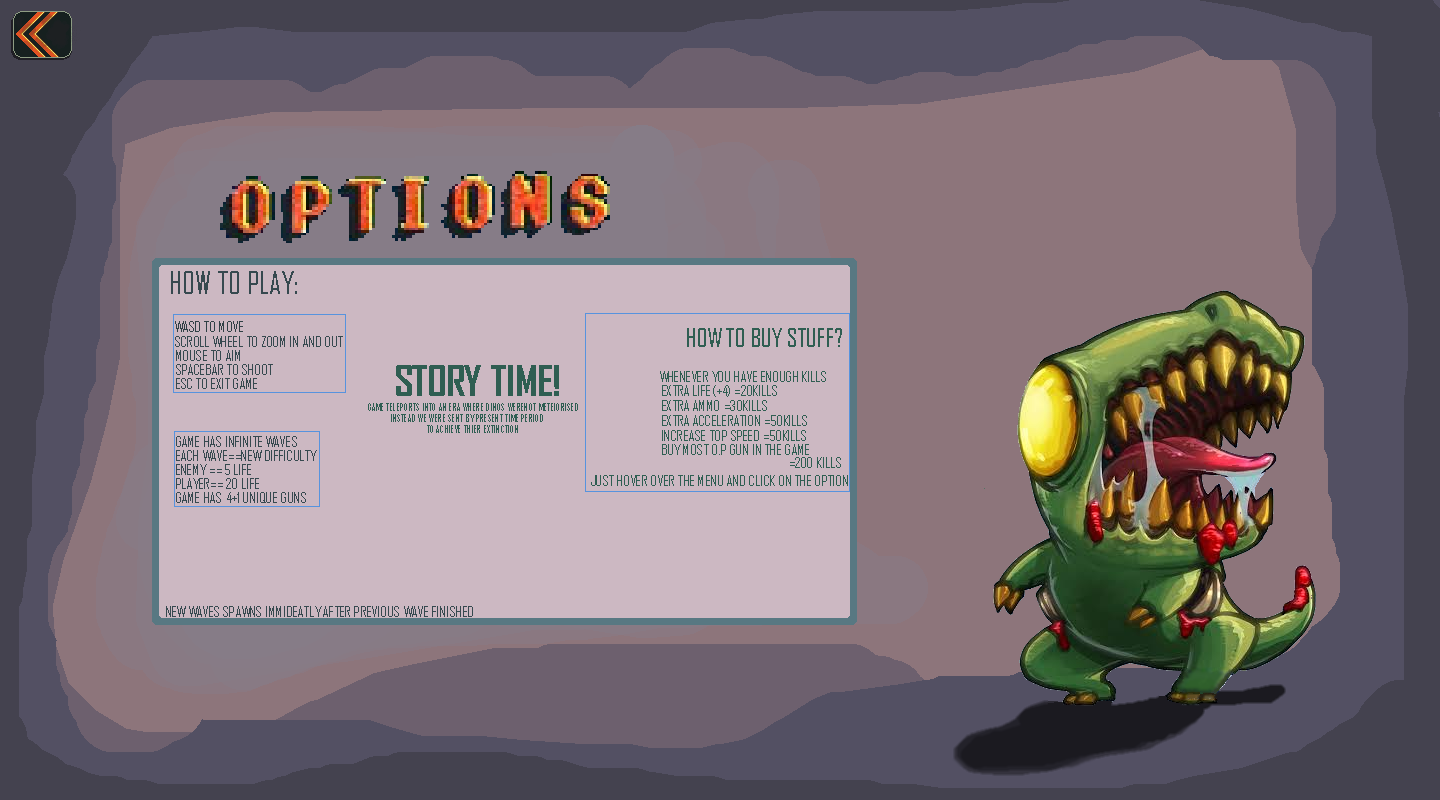 OPTIONS
HOW TO PLAY:
WASD TO MOVE
SCROLL WHEEL TO ZOOM IN AND OUT
MOUSE TO AIM
SPACEBAR TO SHOOT
ESC TO EXIT GAME
GAME HAS INFINITE WAVES
EACH WAVE==NEW DIFFICULTY
ENEMY == 5 LIFE
PLAYER== 20 LIFE
GAME HAS 4+1 UNIQUE GUNS
STORY TIME!
GAME TELEPORTS INTO AN ERA WHERE DINOS WERE NOT METEIORISED
INSTEAD WE WERE SENT BY PRESENT TIME PERIOD
TO ACHIEVE THIER EXTINCTION
HOW TO BUY STUFF?
WHENEVER YOU HAVE ENOUGH KILLS
EXTRA LIFE (+4) =20KILLS
EXTRA AMMO =30KILLS
EXTRA ACCELERATION =50KILLS
INCREASE TOP SPEED =50KILLS
BUY MOST O.P GUN IN THE GAME
=200 KILLS
JUST HOVER OVER THE MENU AND CLICK ON THE OPTION
NEW WAVES SPAWNS IMMIDEATLY AFTER PREVIOUS WAVE FINISHED